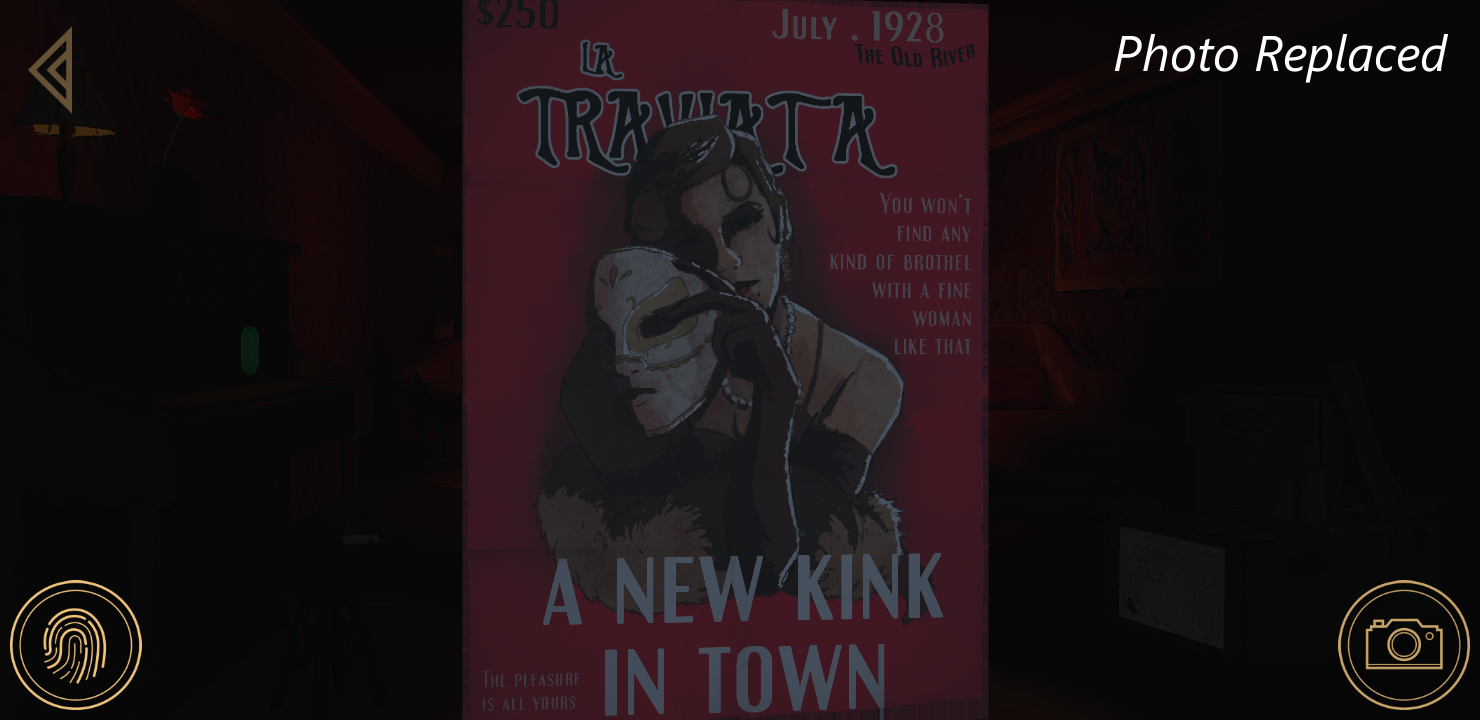 $250
July . 1928
Photo Replaced
The Old River
LA
TRAVIATA
You won't
find any
kind of brothel
with a fine
woman
like that
A NEW KINK
IN TOWN
The pleasure
is all yours